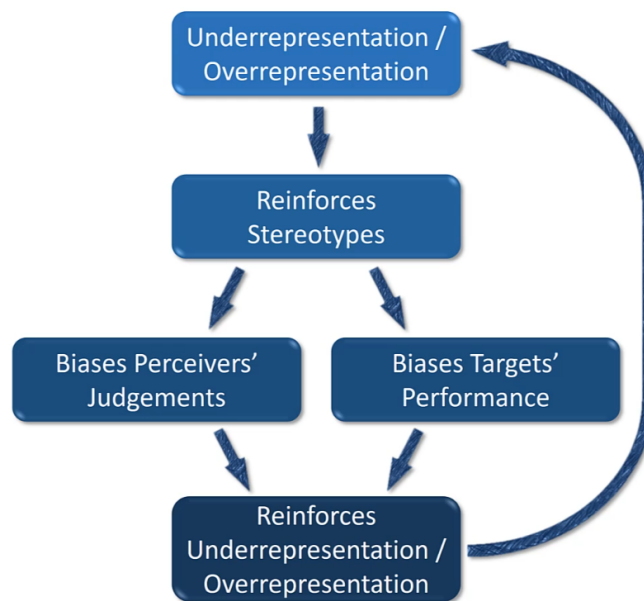 Underrepresentation /
Overrepresentation
Reinforces
Stereotypes
Biases Perceivers’
Judgements
Biases Targets’
Performance
Reinforces
Underrepresentation /
Overrepresentation